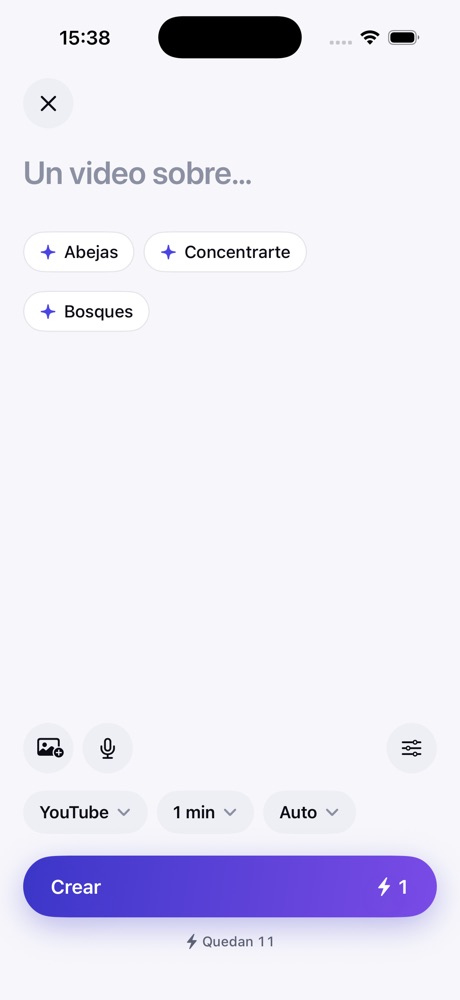 15:38
Un video sobre...
Abejas Concentrarte
Bosques
YouTube 1 min Auto
Crear 1
Quedan 11